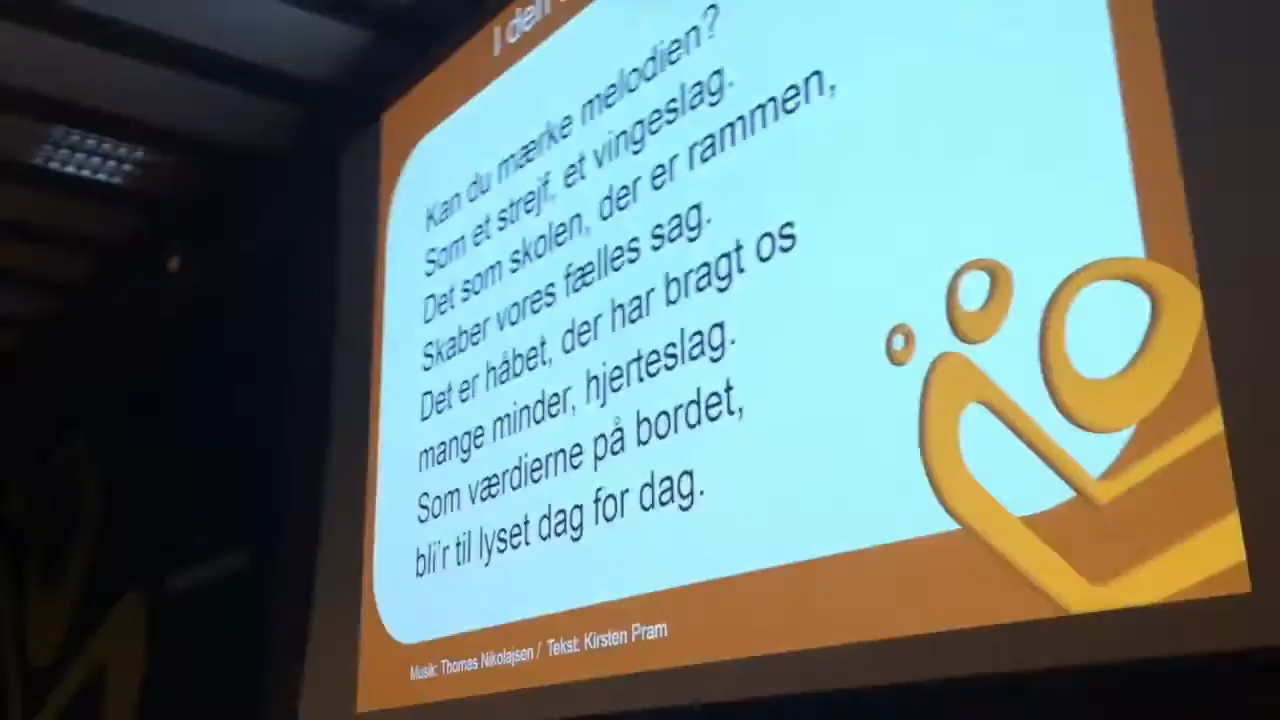 I den
Kan du mærke melodien?
Som et strejf, et vingeslag.
Det som skolen, der er rammen,
Skaber vores fælles sag.
Det er håbet, der har bragt os
mange minder, hjerteslag.
Som værdierne på bordet,
bli'r til lyset dag for dag.
Musik: Thomas Nikolajsen / Tekst: Kirsten Pram